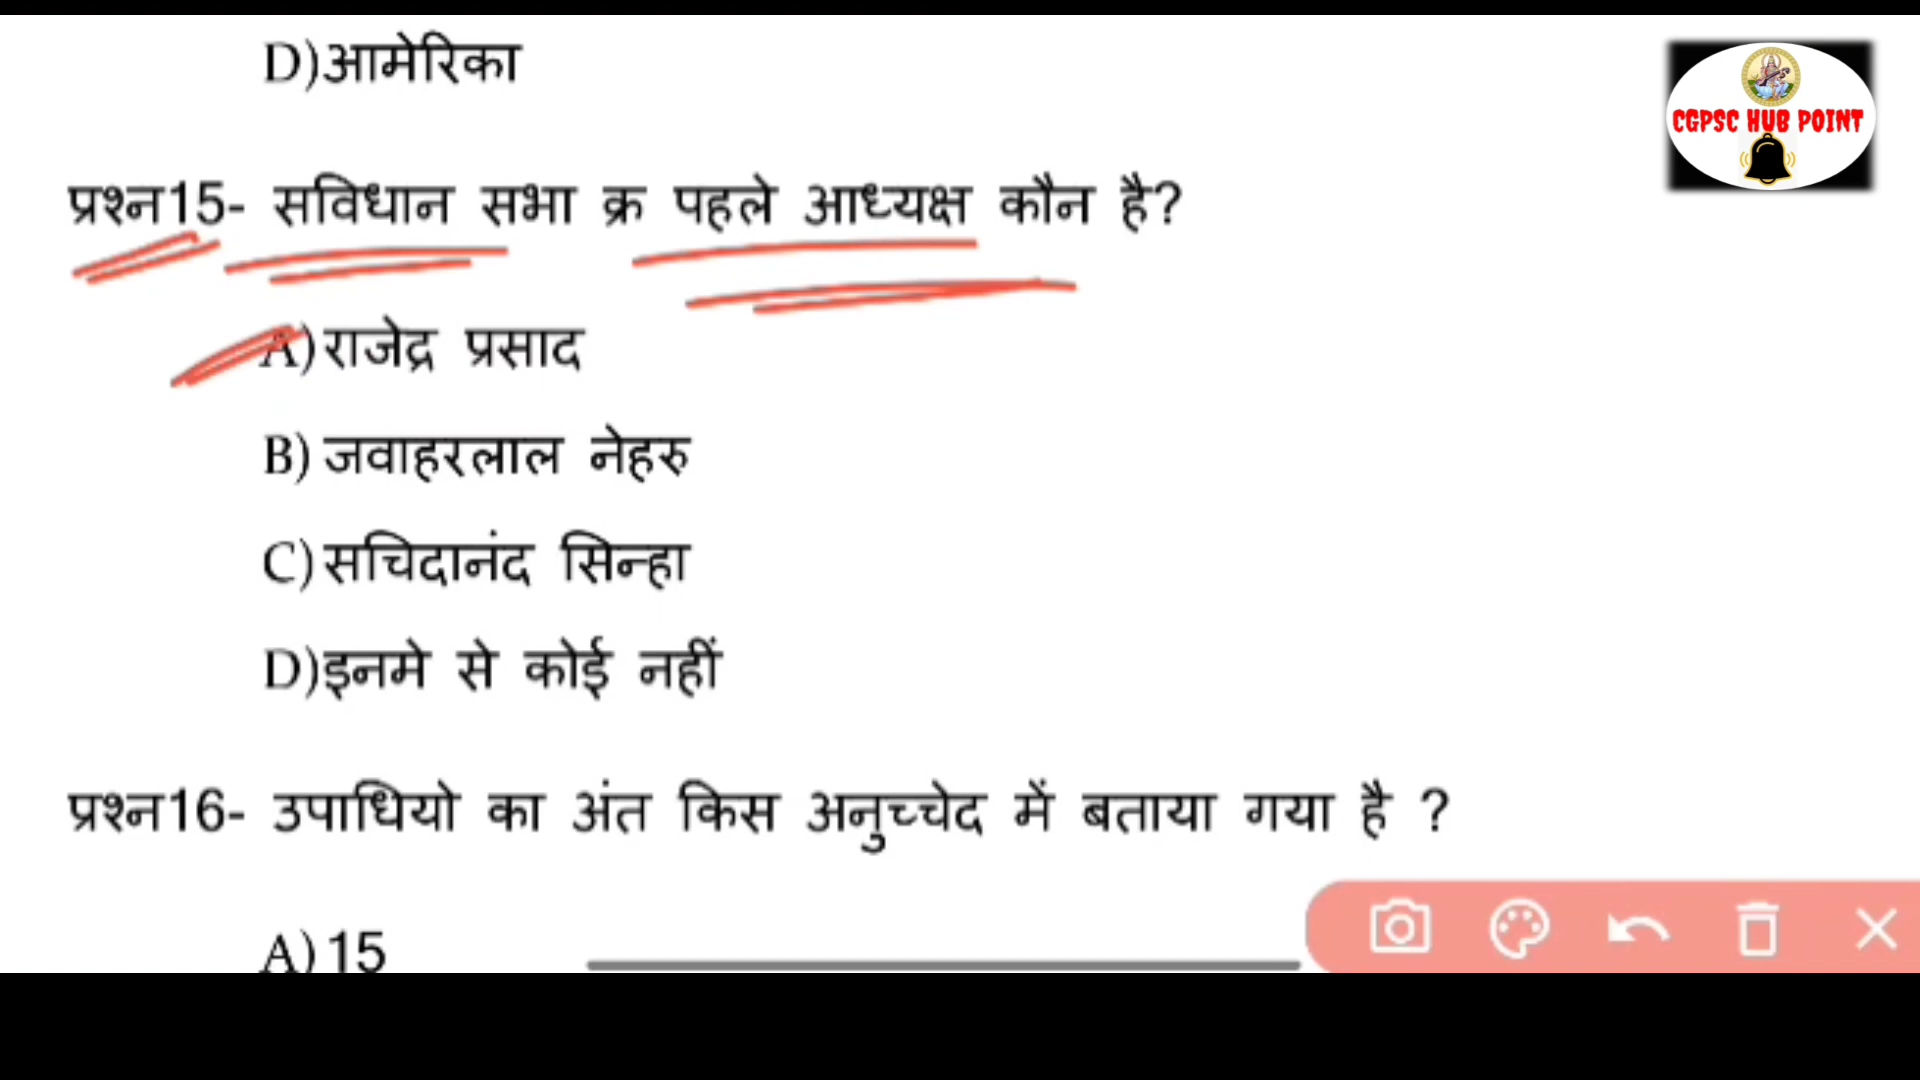 D)आमेरिका
CGPSC HUB POINT
प्रश्न15- सविधान सभा क्र पहले आध्यक्ष कौन है?
A)राजेद्र प्रसाद
B) जवाहरलाल नेहरु
C)सचिदानंद सिन्हा
D)इनमे से कोई नहीं
प्रश्न16- उपाधियो का अंत किस अनुच्चेद में बताया गया है ?
A)15